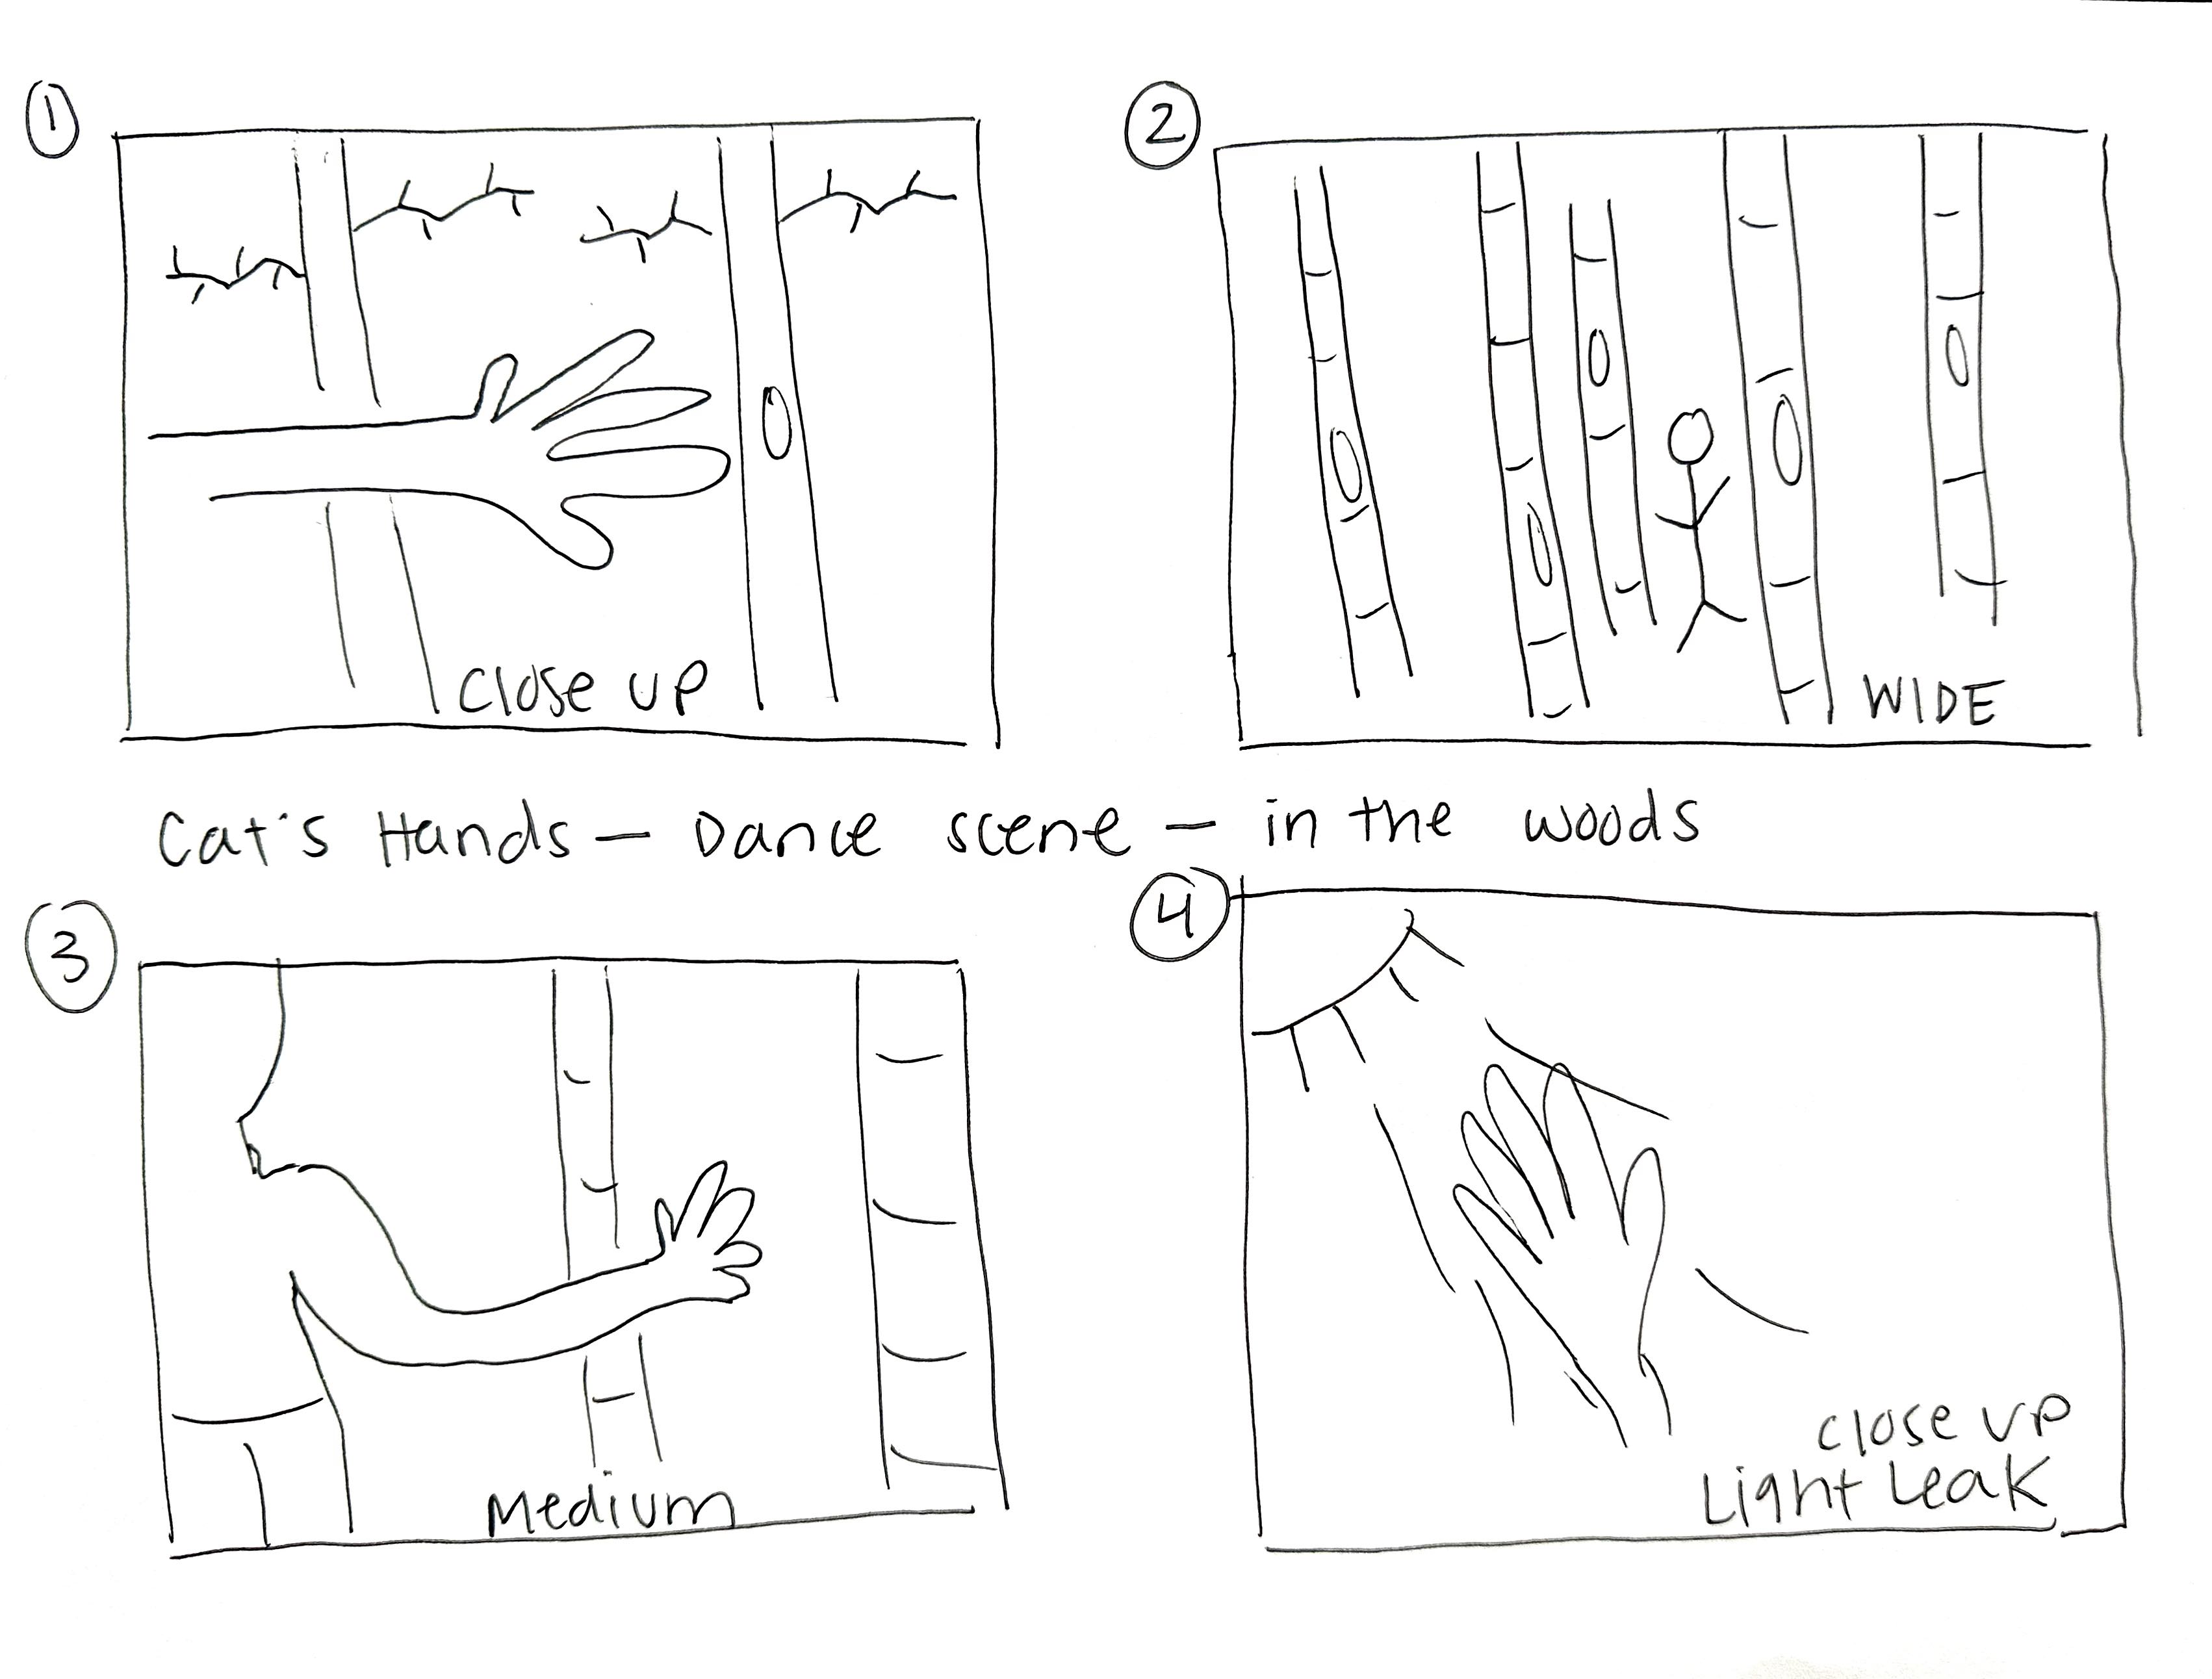 1
2
Close up
WIDE
Cat's Hands - Dance scene - in the woods
3
4
Medium
Close up
Light Leak